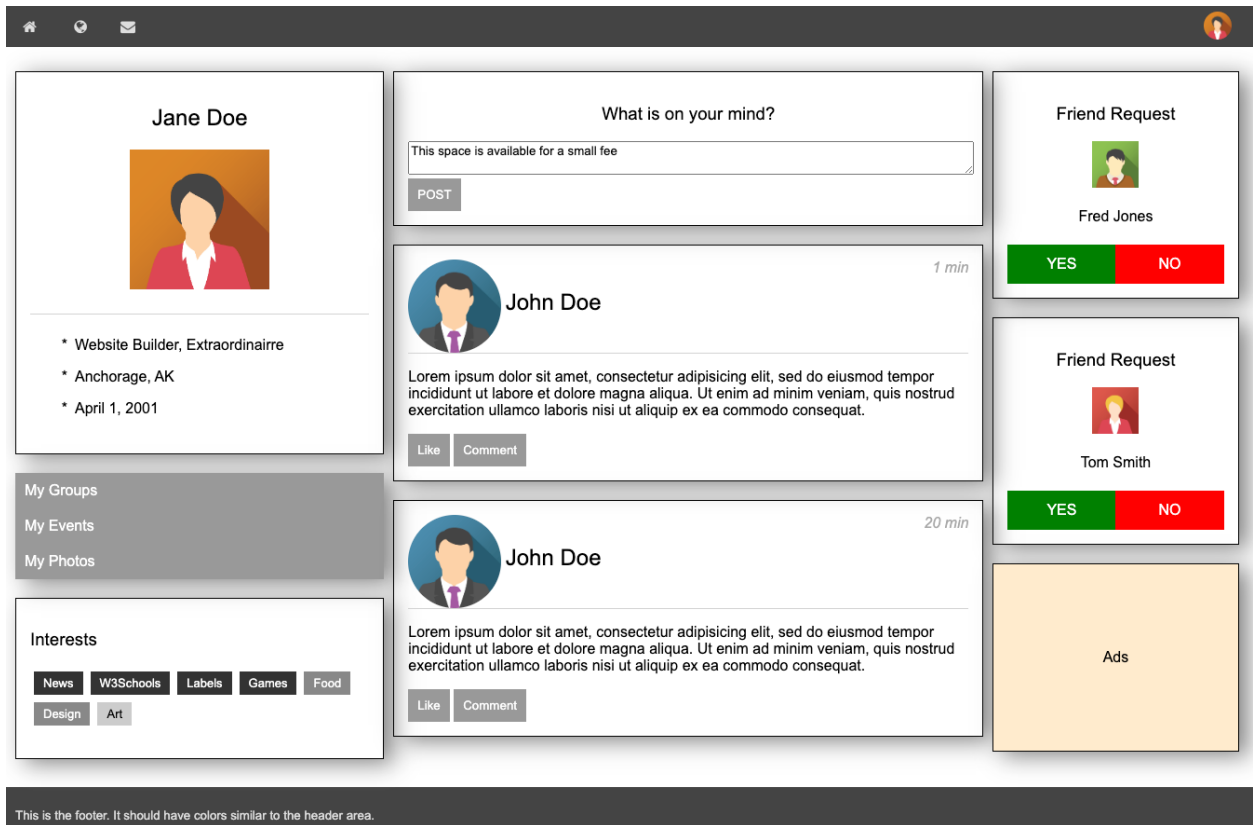 Jane Doe
* Website Builder, Extraordinairre
* Anchorage, AK
* April 1, 2001
My Groups
My Events
My Photos
Interests
News W3Schools Labels Games Food
Design Art
What is on your mind?
This space is available for a small fee
POST
1 min
John Doe
Lorem ipsum dolor sit amet, consectetur adipisicing elit, sed do eiusmod tempor
incididunt ut labore et dolore magna aliqua. Ut enim ad minim veniam, quis nostrud
exercitation ullamco laboris nisi ut aliquip ex ea commodo consequat.
Like Comment
20 min
John Doe
Lorem ipsum dolor sit amet, consectetur adipisicing elit, sed do eiusmod tempor
incididunt ut labore et dolore magna aliqua. Ut enim ad minim veniam, quis nostrud
exercitation ullamco laboris nisi ut aliquip ex ea commodo consequat.
Like Comment
Friend Request
Fred Jones
YES NO
Friend Request
Tom Smith
YES NO
Ads
This is the footer. It should have colors similar to the header area.